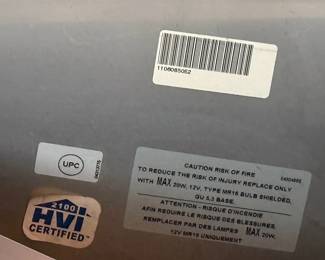 1106085052
UPC
2100
HVI
CERTIFIED
CAUTION RISK OF FIRE
TO REDUCE THE RISK OF INJURY REPLACE ONLY
WITH MAX 20W, 12V, TYPE MR16 BULB SHIELDED,
GU 5.3 BASE.
ATTENTION - RISQUE D'INCENDIE
AFIN REDUIRE LE RISQUE DES BLESSURES,
REMPLACER PAR DES LAMPES MAX 20W,
12V MR16 UNIQUEMENT